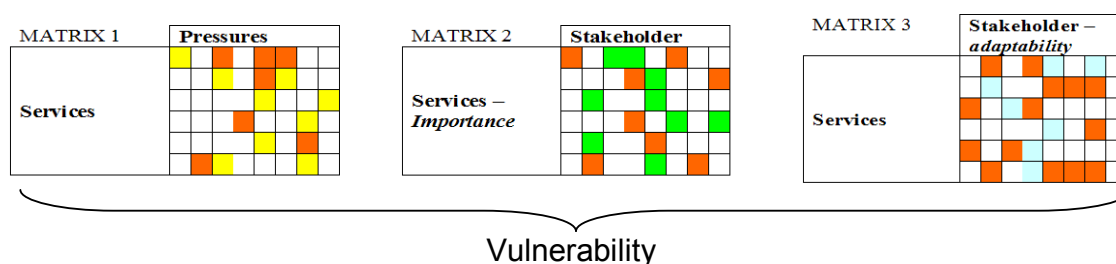 MATRIX 1
Pressures
Services
MATRIX 2
Stakeholder
Services –
Importance
MATRIX 3
Stakeholder –
adaptability
Services
Vulnerability